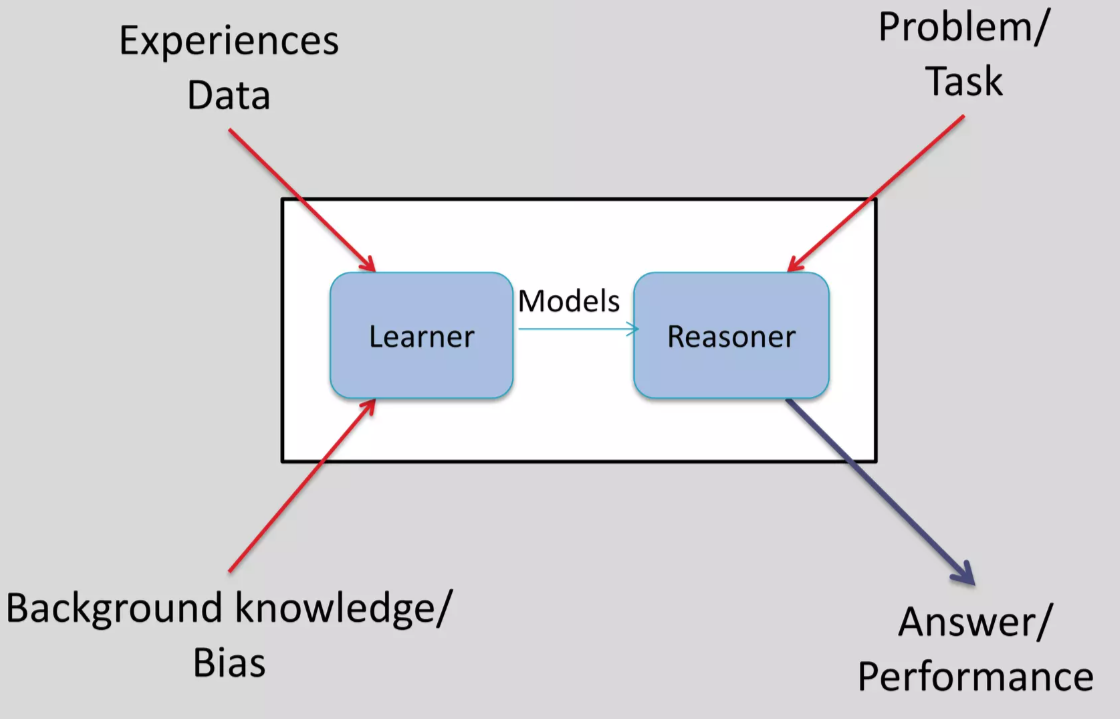 Experiences
Data
Problem/
Task
Models
Learner
Reasoner
Background knowledge/
Bias
Answer/
Performance